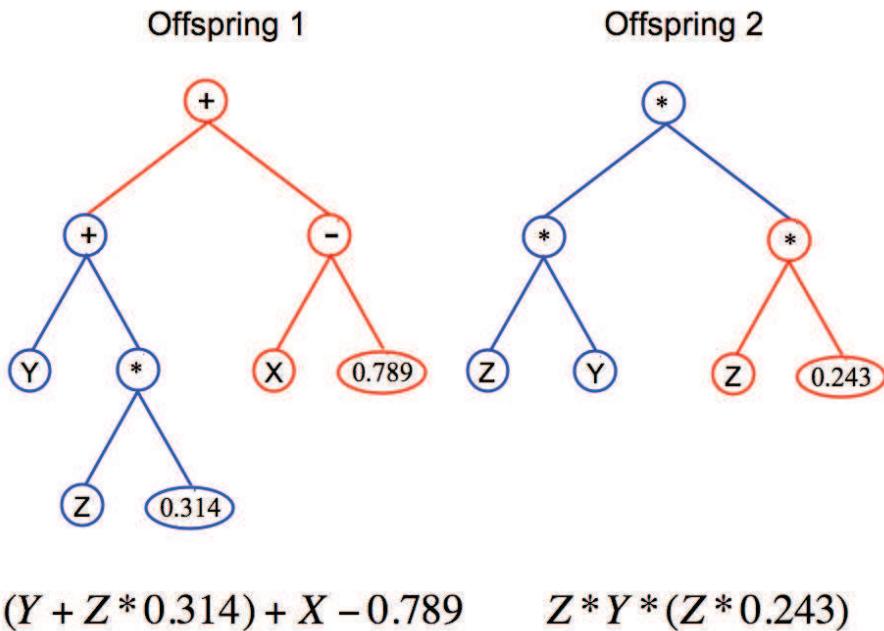 Offspring 1 Offspring 2
+ *
+ - * *
Y * X 0.789 Z Y Z 0.243
Z 0.314
(Y + Z * 0.314) + X - 0.789 Z * Y * (Z * 0.243)